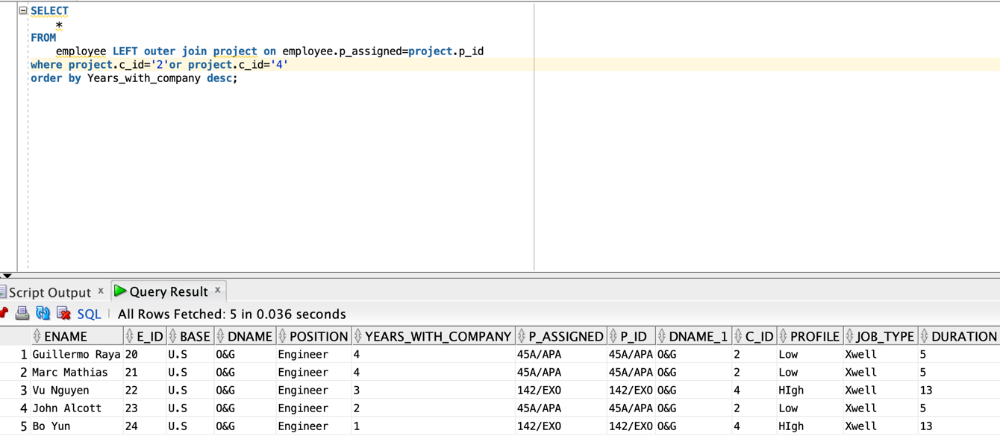 SELECT
*
FROM
employee LEFT outer join project on employee.p_assigned=project.p_id
where project.c_id='2'or project.c_id='4'
order by Years_with_company desc;
Script Output x Query Result x
SQL All Rows Fetched: 5 in 0.036 seconds
ENAME E_ID BASE DNAME POSITION YEARS_WITH_COMPANY P_ASSIGNED P_ID DNAME_1 C_ID PROFILE JOB_TYPE DURATION
1 Guillermo Raya 20 U.S O&G Engineer 4 45A/APA 45A/APA O&G 2 Low Xwell 5
2 Marc Mathias 21 U.S O&G Engineer 4 45A/APA 45A/APA O&G 2 Low Xwell 5
3 Vu Nguyen 22 U.S O&G Engineer 3 142/EXO 142/EXO O&G 4 HIgh Xwell 13
4 John Alcott 23 U.S O&G Engineer 2 45A/APA 45A/APA O&G 2 Low Xwell 5
5 Bo Yun 24 U.S O&G Engineer 1 142/EXO 142/EXO O&G 4 HIgh Xwell 13